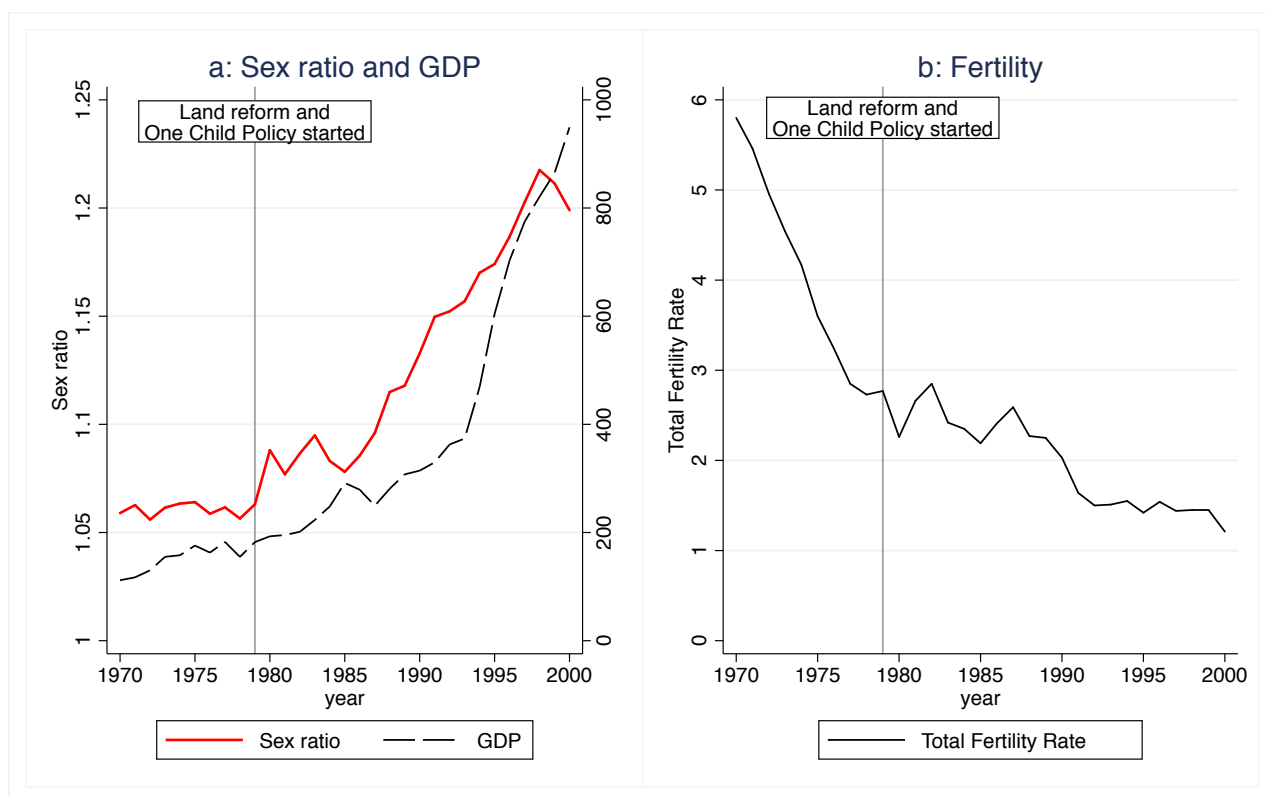 a: Sex ratio and GDP
Land reform and
One Child Policy started
Sex ratio
1.25
1.2
1.15
1.1
1.05
1
1000
800
600
400
200
0
1970 1975 1980 1985 1990 1995 2000
year
Sex ratio GDP
b: Fertility
Land reform and
One Child Policy started
Total Fertility Rate
6
5
4
3
2
1
0
1970 1975 1980 1985 1990 1995 2000
year
Total Fertility Rate